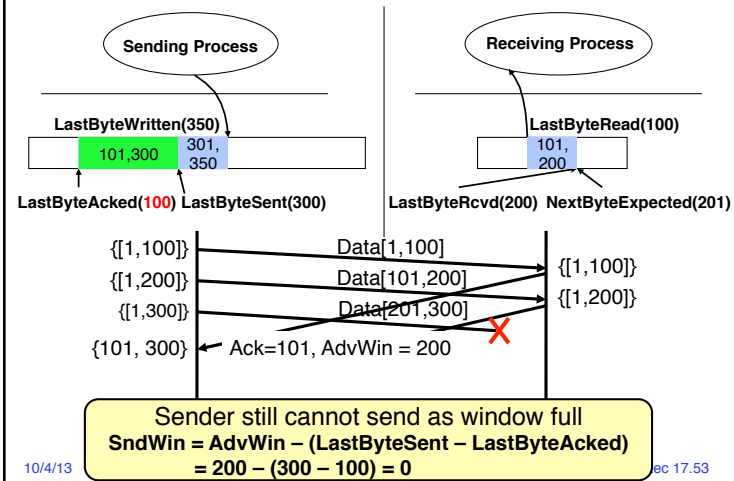 Sending Process
Receiving Process
LastByteWritten(350)
LastByteRead(100)
101,300
301,
350
101,
200
LastByteAcked(100) LastByteSent(300)
LastByteRcvd(200) NextByteExpected(201)
{[1,100]}
Data[1,100]
{[1,100]}
{[1,200]}
Data[101,200]
{[1,200]}
{[1,300]}
Data[201,300]
{101, 300}
Ack=101, AdvWin = 200
Sender still cannot send as window full
SndWin = AdvWin – (LastByteSent – LastByteAcked)
= 200 – (300 – 100) = 0
10/4/13
ec 17.53